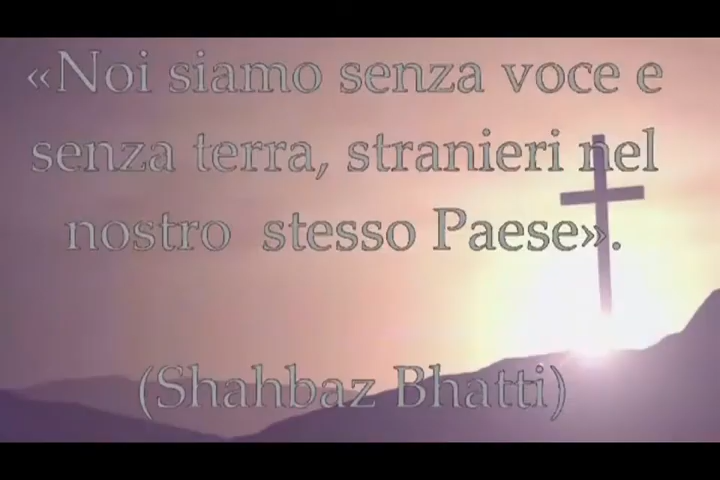 «Noi siamo senza voce e
senza terra, stranieri nel
nostro  stesso Paese».
(Shahbaz Bhatti)